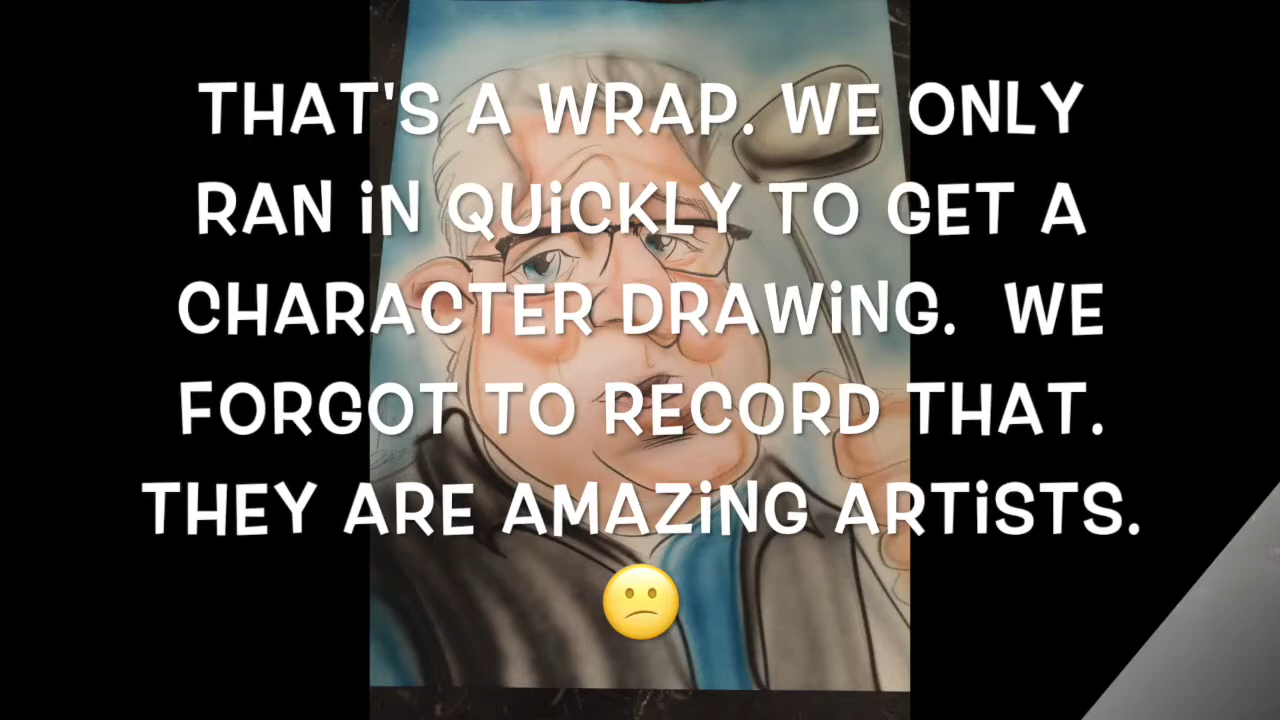 THAT'S A WRAP. WE ONLY
RAN iN QUiCKLY TO GET A
CHARACTER DRAWiNG.  WE
FORGOT TO RECORD THAT.
THEY ARE AMAZiNG ARTiSTS.
😕